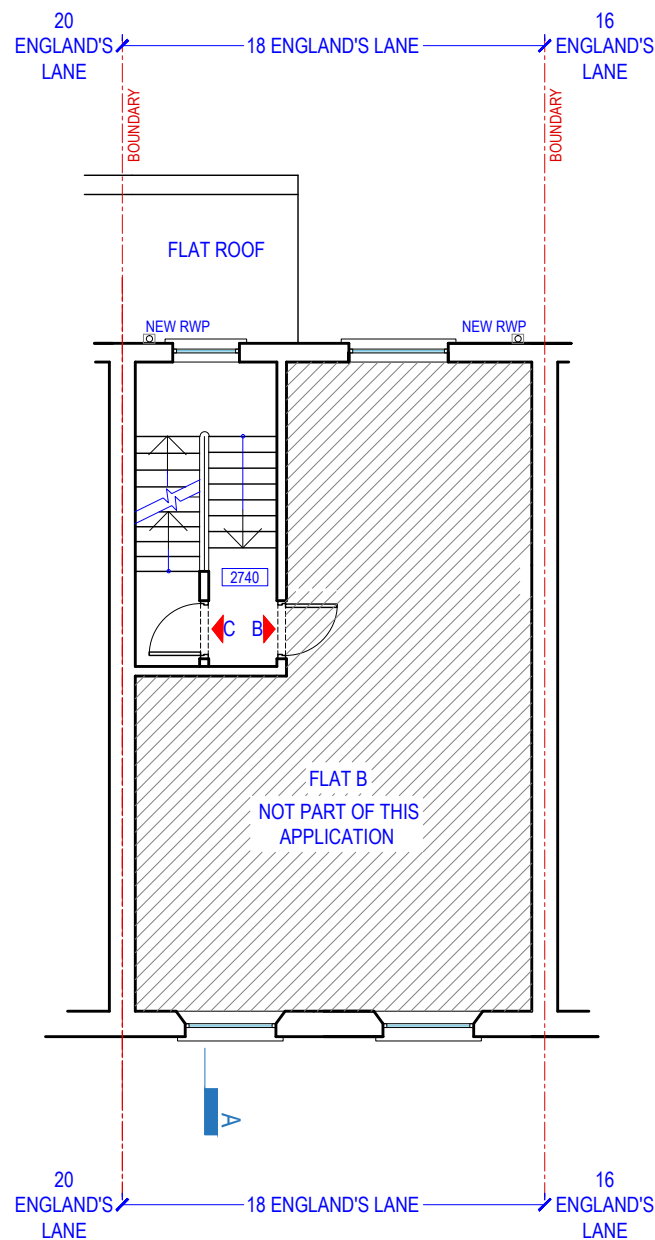 20
ENGLAND'S
LANE
18 ENGLAND'S LANE
16
ENGLAND'S
LANE
BOUNDARY
BOUNDARY
FLAT ROOF
NEW RWP
NEW RWP
2740
C B
FLAT B
NOT PART OF THIS
APPLICATION
A
20
ENGLAND'S
LANE
18 ENGLAND'S LANE
16
ENGLAND'S
LANE